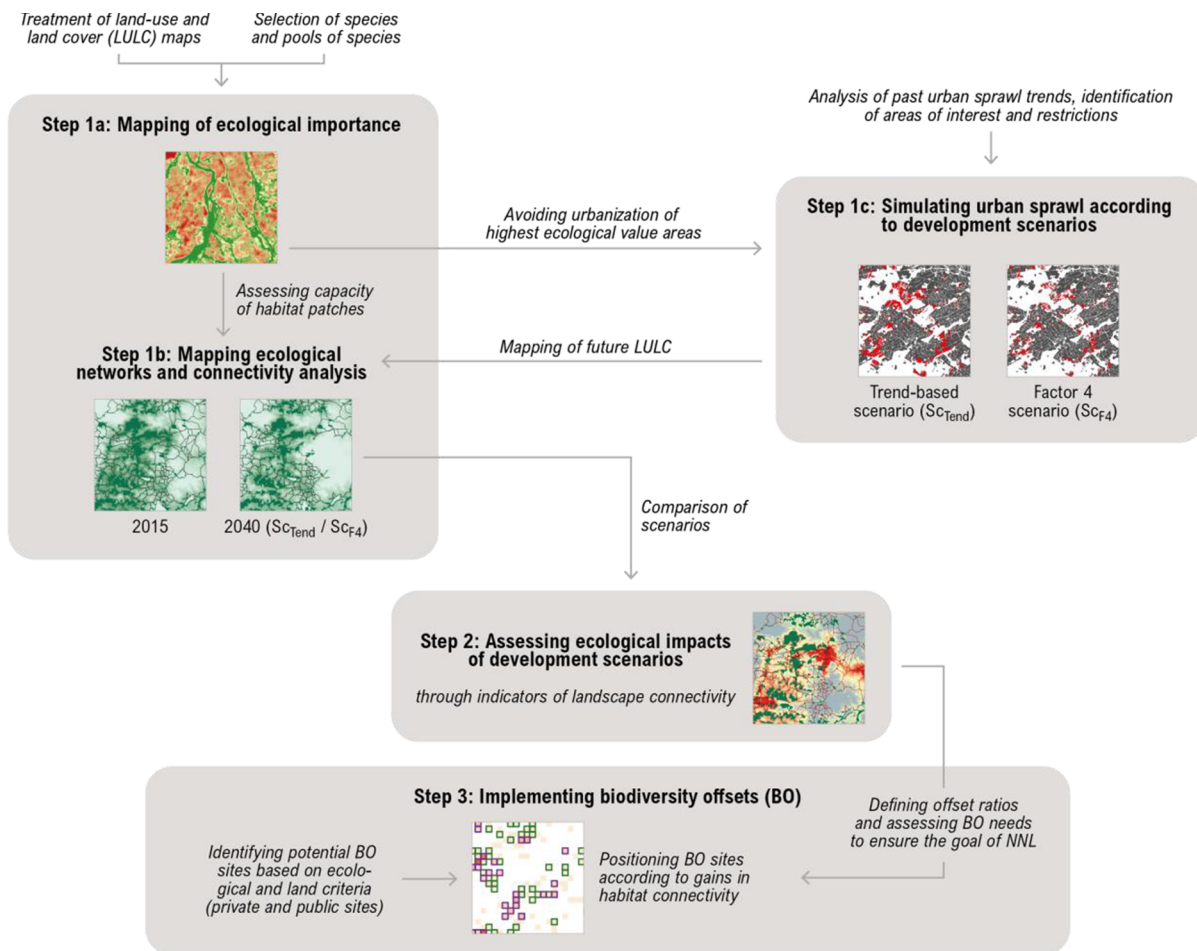 Treatment of land-use and
land cover (LULC) maps
Selection of species
and pools of species
Step 1a: Mapping of ecological importance
Analysis of past urban sprawl trends, identification
of areas of interest and restrictions
Avoiding urbanization of
highest ecological value areas
Step 1c: Simulating urban sprawl according
to development scenarios
Assessing capacity
of habitat patches
Mapping of future LULC
Step 1b: Mapping ecological
networks and connectivity analysis
Trend-based
scenario (ScTend)
Factor 4
scenario (ScF4)
2015
2040 (ScTend / ScF4)
Comparison of
scenarios
Step 2: Assessing ecological impacts
of development scenarios
through indicators of landscape connectivity
Step 3: Implementing biodiversity offsets (BO)
Defining offset ratios
and assessing BO needs
to ensure the goal of NNL
Identifying potential BO
sites based on ecolo-
gical and land criteria
(private and public sites)
Positioning BO sites
according to gains in
habitat connectivity